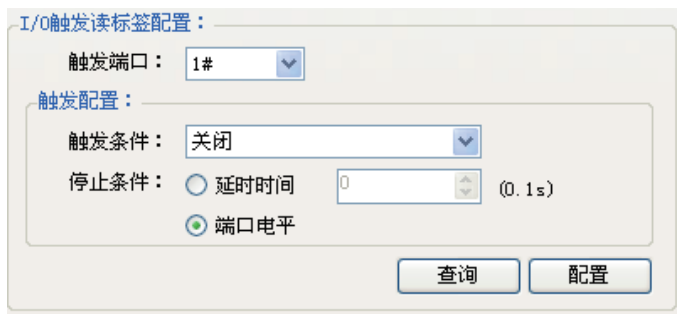 I/O触发读标签配置：
触发端口： 1#
触发配置：
触发条件： 关闭
停止条件： 延时时间 0 (0.1s)
端口电平
查询 配置